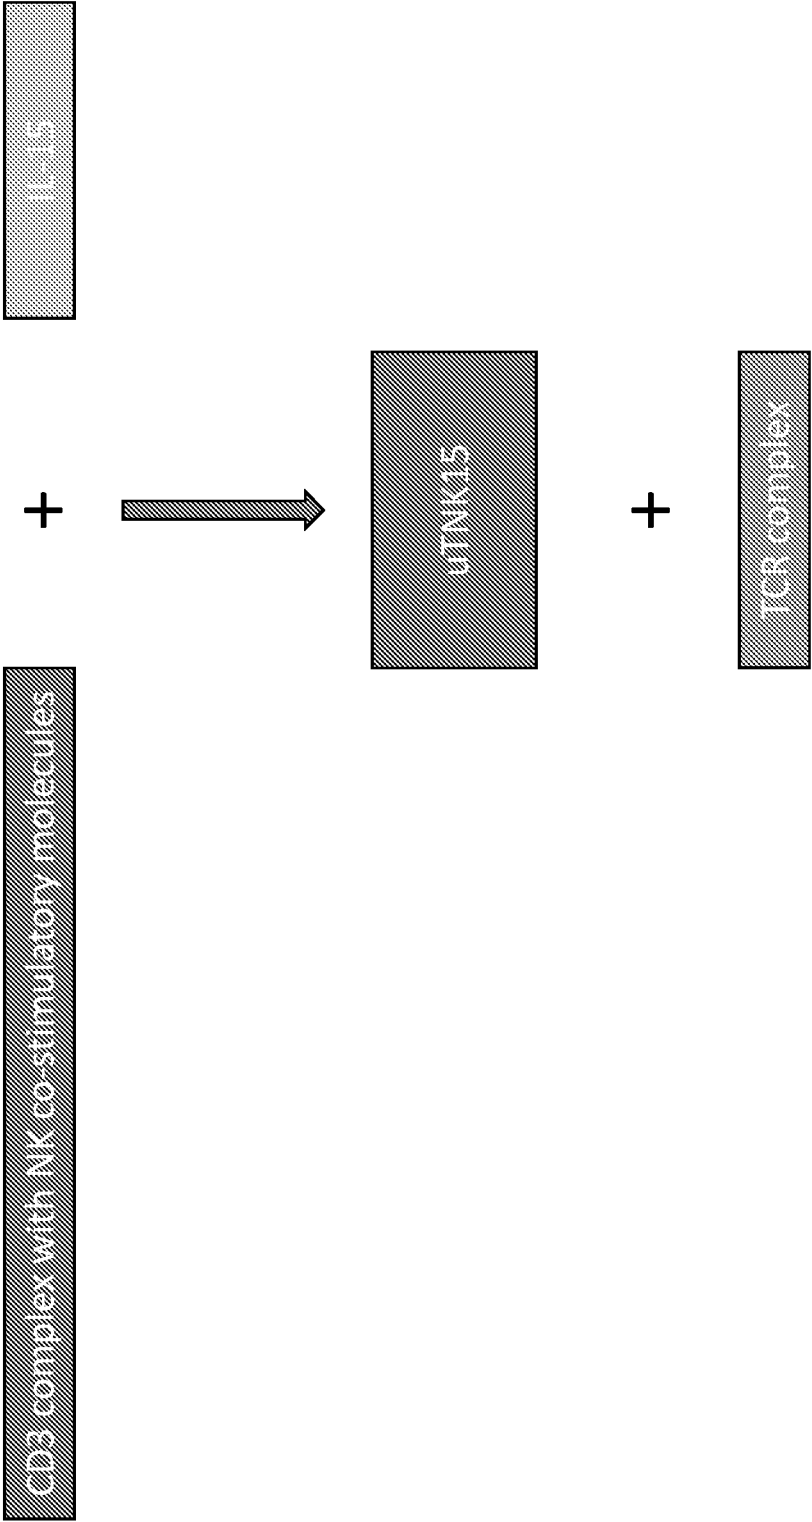 CD3 complex with NK co-stimulatory molecules
+
IL-15
uTNK15
+
TCR complex